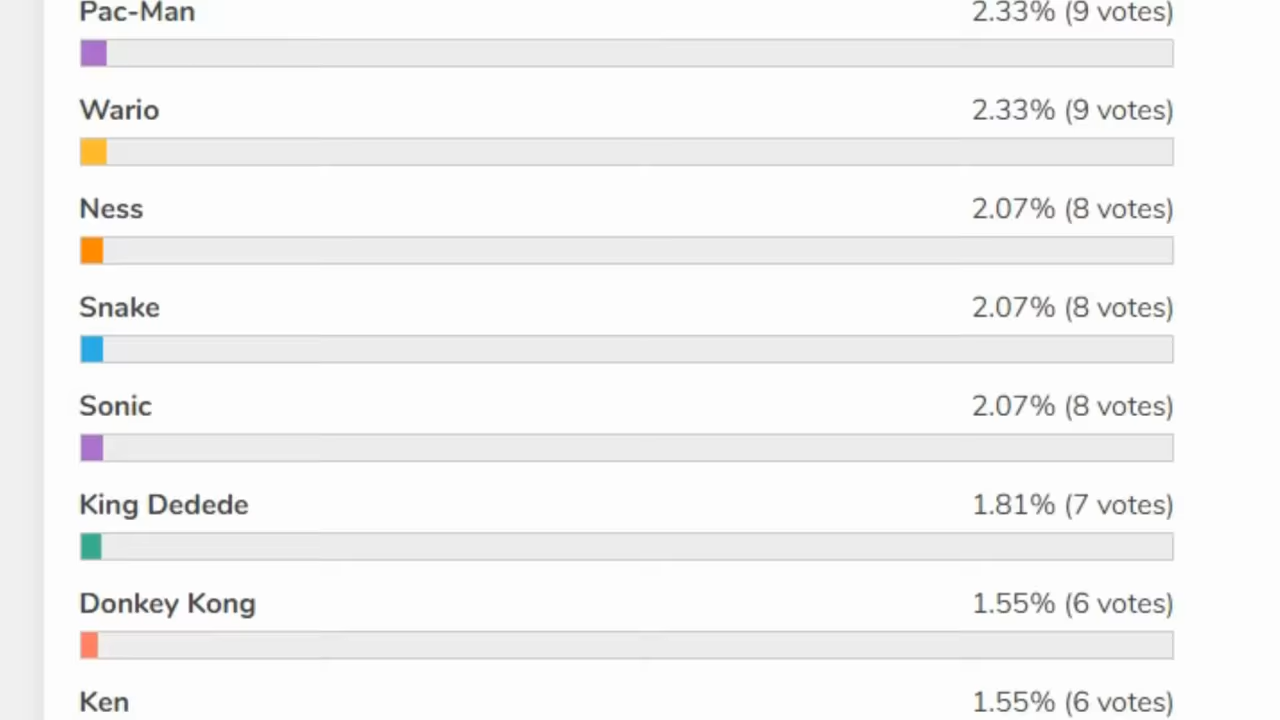 Pac-Man 2.33% (9 votes)
Wario 2.33% (9 votes)
Ness 2.07% (8 votes)
Snake 2.07% (8 votes)
Sonic 2.07% (8 votes)
King Dedede 1.81% (7 votes)
Donkey Kong 1.55% (6 votes)
Ken 1.55% (6 votes)